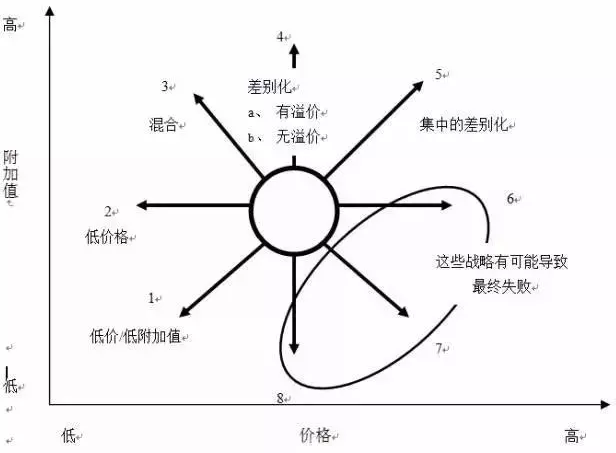 高
4
5
3
差别化
a、 有溢价
b、 无溢价
混合
集中的差别化
附加值
2
低价格
6
这些战略有可能导致
最终失败
1
低价/低附加值
7
低
8
低
价格
高